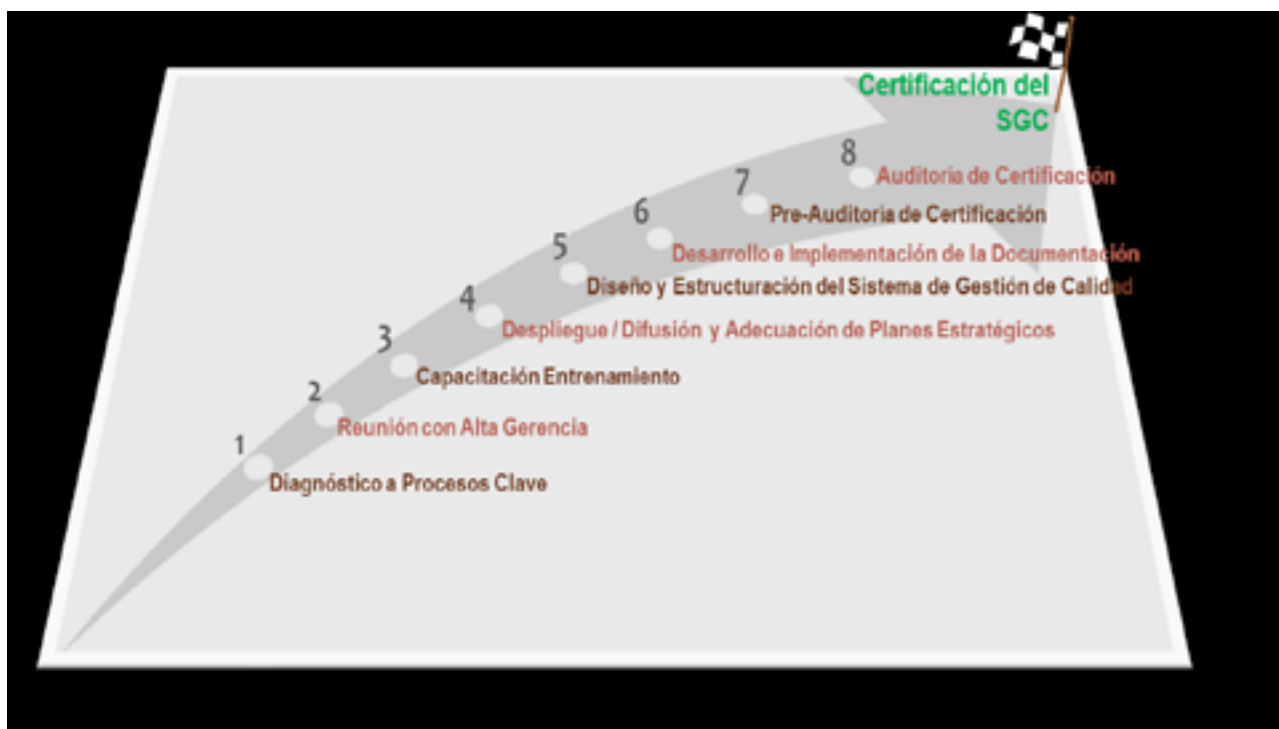 Certificación del
SGC
8
Auditoria de Certificación
7
Pre-Auditoria de Certificación
6
Desarrollo e Implementación de la Documentación
5
Diseño y Estructuración del Sistema de Gestión de Calidad
4
Despliegue / Difusión y Adecuación de Planes Estratégicos
3
Capacitación Entrenamiento
2
Reunión con Alta Gerencia
1
Diagnóstico a Procesos Clave